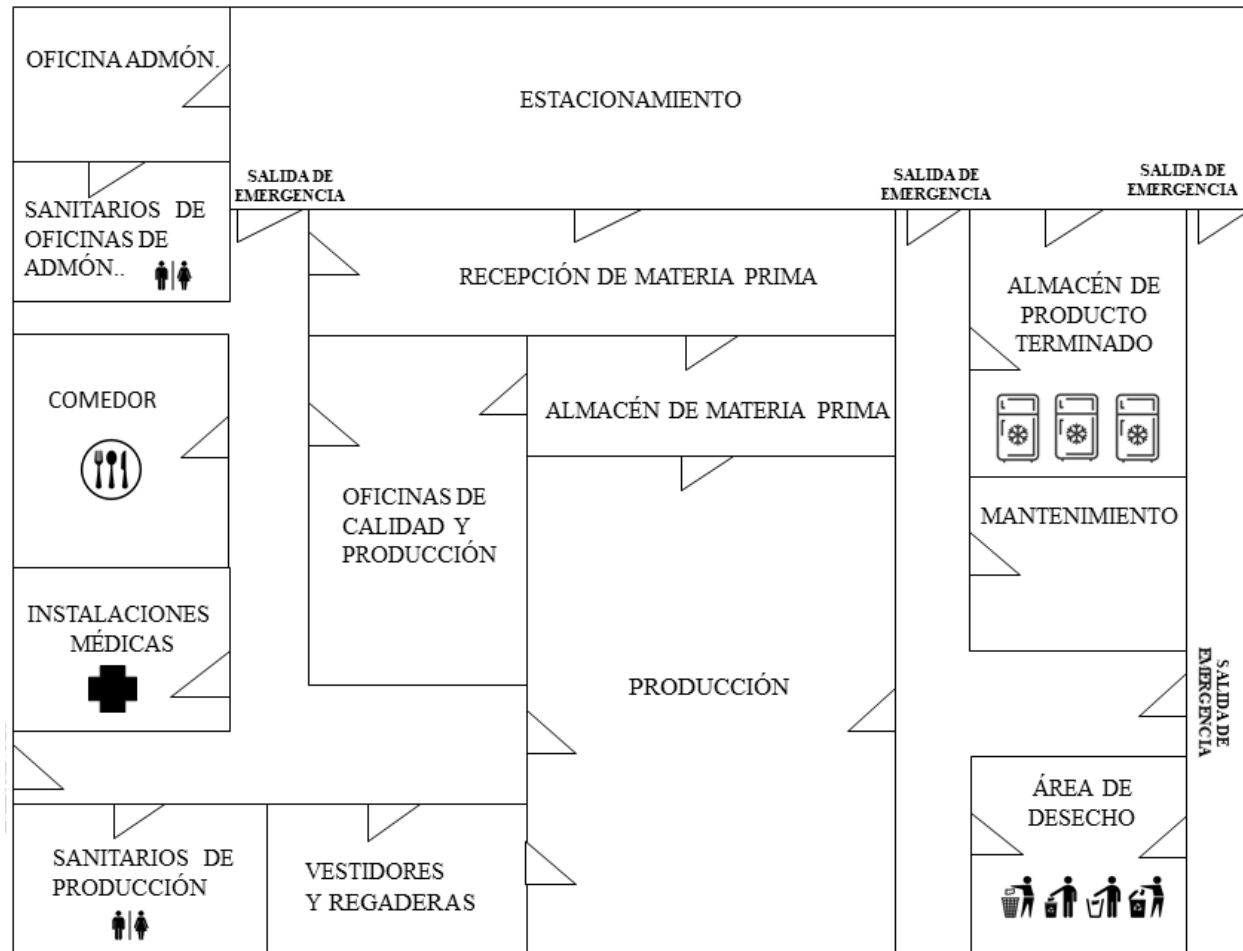 OFICINA ADMÓN.
ESTACIONAMIENTO
SALIDA DE
EMERGENCIA
SALIDA DE
EMERGENCIA
SALIDA DE
EMERGENCIA
SANITARIOS DE
OFICINAS DE
ADMÓN..
RECEPCIÓN DE MATERIA PRIMA
ALMACÉN DE
PRODUCTO
TERMINADO
COMEDOR
ALMACÉN DE MATERIA PRIMA
OFICINAS DE
CALIDAD Y
PRODUCCIÓN
MANTENIMIENTO
INSTALACIONES
MÉDICAS
PRODUCCIÓN
SALIDA DE
EMERGENCIA
ÁREA DE
DESECHO
SANITARIOS DE
PRODUCCIÓN
VESTIDORES
Y REGADERAS